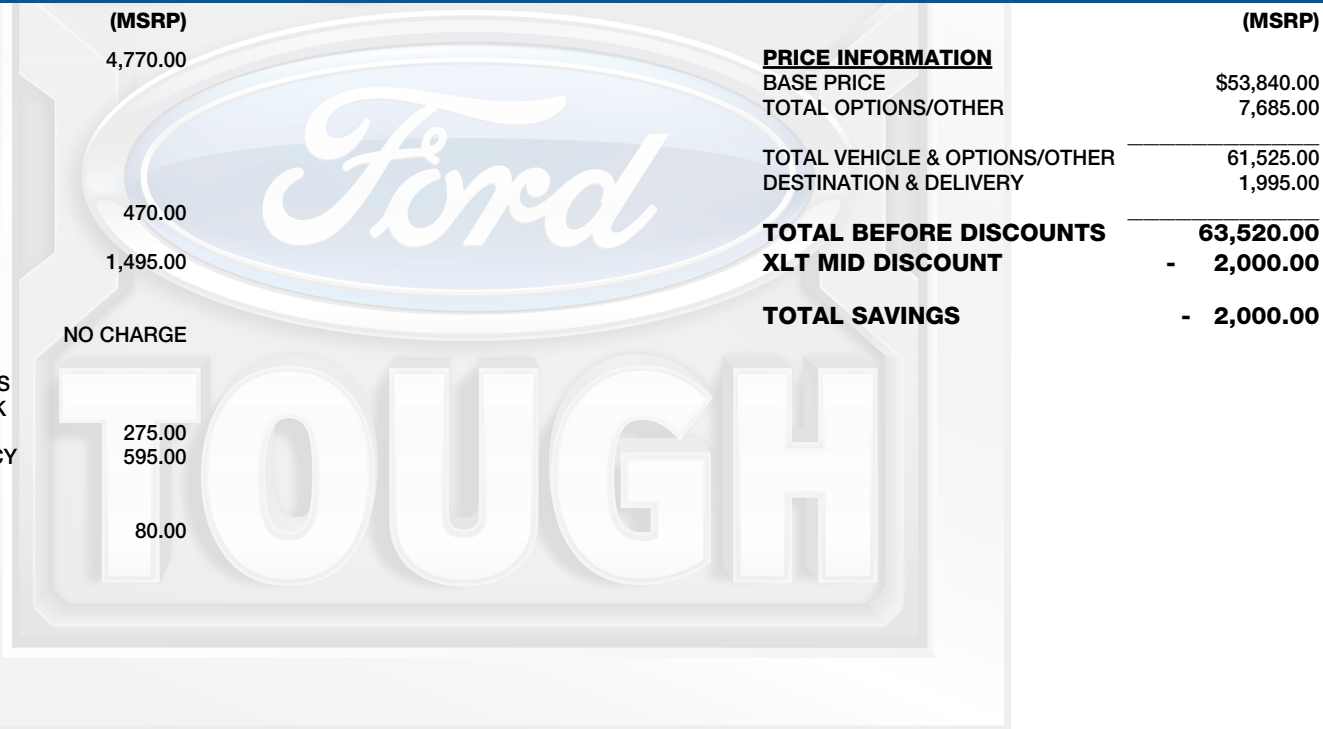 (MSRP)
4,770.00
470.00
1,495.00
NO CHARGE
S
K
275.00
CY 595.00
80.00
(MSRP)
PRICE INFORMATION
BASE PRICE $53,840.00
TOTAL OPTIONS/OTHER 7,685.00
TOTAL VEHICLE & OPTIONS/OTHER 61,525.00
DESTINATION & DELIVERY 1,995.00
TOTAL BEFORE DISCOUNTS 63,520.00
XLT MID DISCOUNT - 2,000.00
TOTAL SAVINGS - 2,000.00
Ford
TOUGH